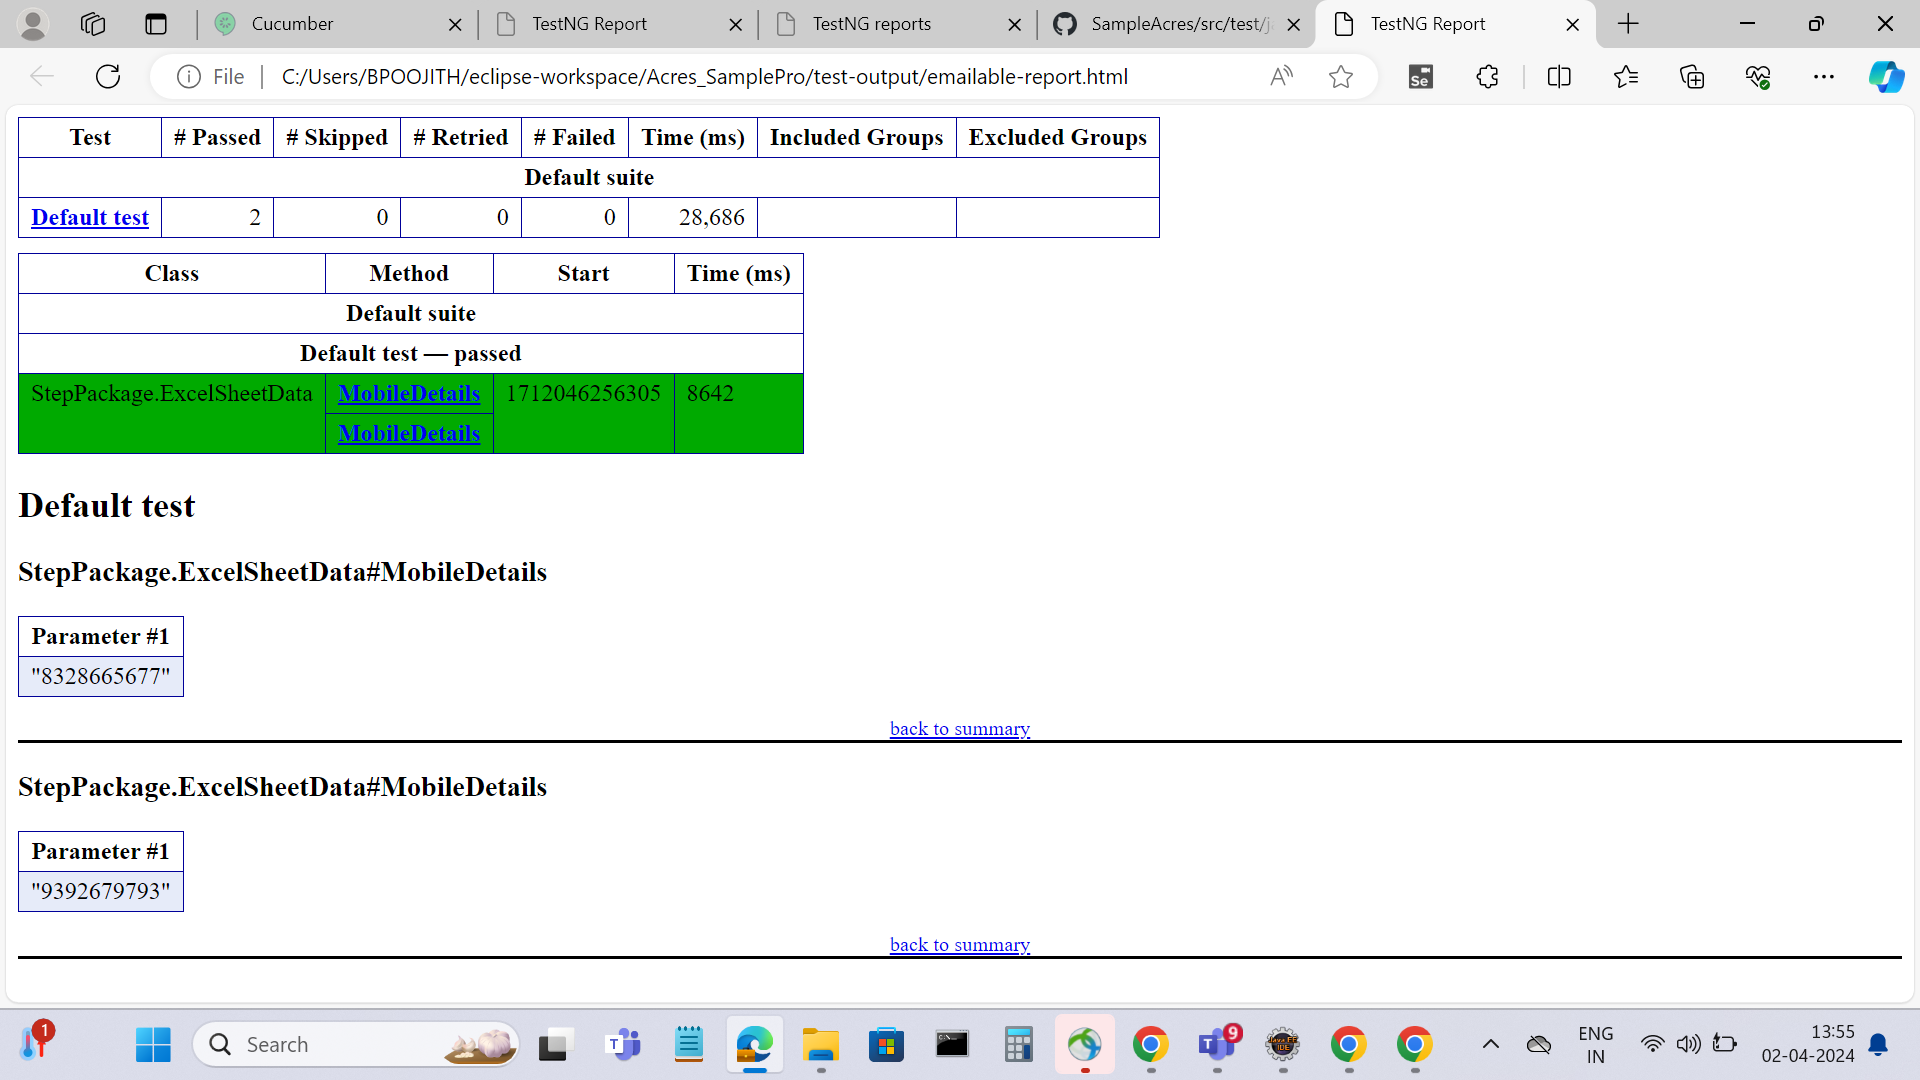 Cucumber
TestNG Report
TestNG reports
SampleAcres/src/test/j
TestNG Report
File
C:/Users/BPOOJITH/eclipse-workspace/Acres_SamplePro/test-output/emailable-report.html
Se
Test # Passed # Skipped # Retried # Failed Time (ms) Included Groups Excluded Groups
Default suite
Default test 2 0 0 0 28,686
Class Method Start Time (ms)
Default suite
Default test — passed
StepPackage.ExcelSheetData MobileDetails 1712046256305 8642
MobileDetails
Default test
StepPackage.ExcelSheetData#MobileDetails
Parameter #1
"8328665677"
back to summary
StepPackage.ExcelSheetData#MobileDetails
Parameter #1
"9392679793"
back to summary
1
Search
T
T
9
Java EE
IDE
ENG
IN
13:55
02-04-2024